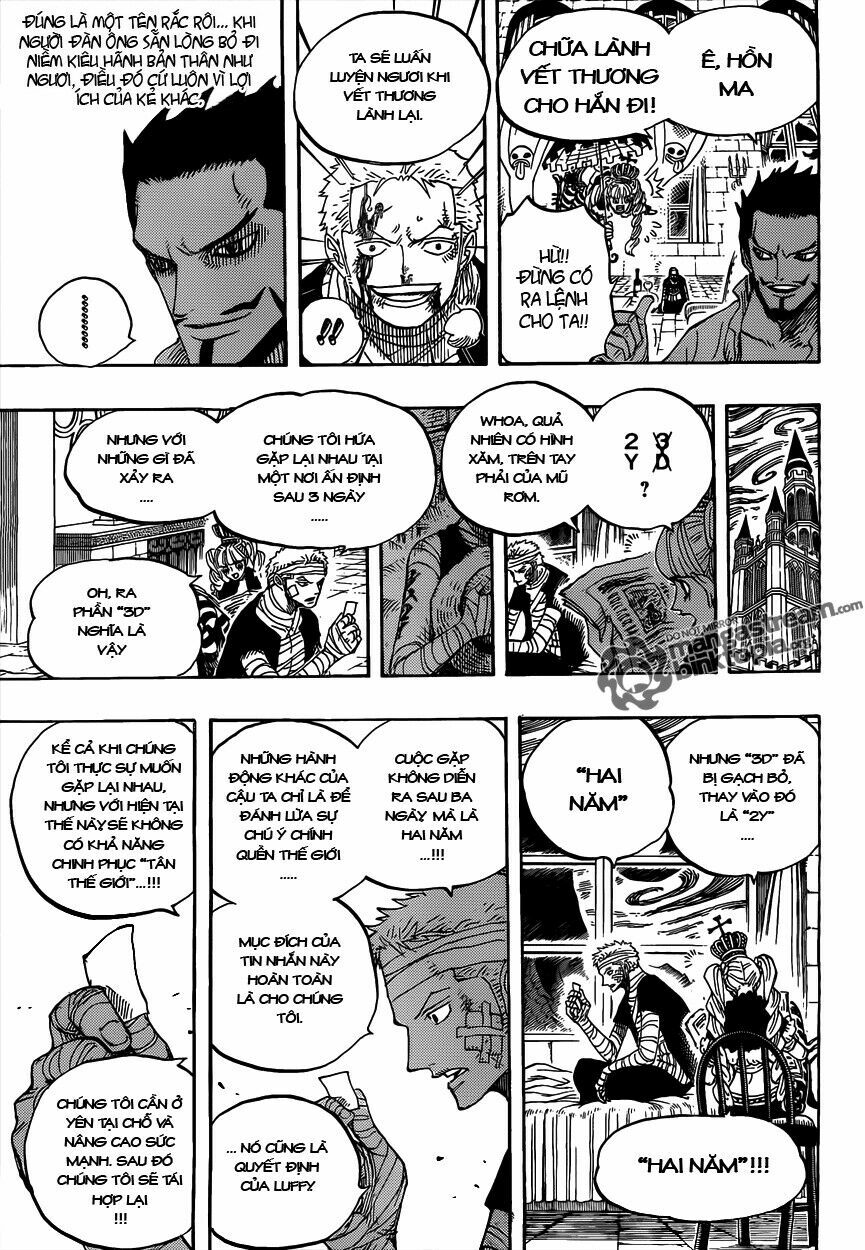 Ê, HỒN
MA
CHỮA LÀNH
VẾT THƯƠNG
CHO HẮN ĐI!
HỪ!!
ĐỪNG CÓ
RA LỆNH
CHO TA!!
TA SẼ LUẤN
LUYỆN NGƯƠI KHI
VẾT THƯƠNG
LÀNH LẠI.
!!
ĐÚNG LÀ MỘT TÊN RẮC RỐI... KHI
NGƯỜI ĐÀN ÔNG SẴN LÒNG BỎ ĐI
NIỀM KIÊU HÃNH BẢN THÂN NHƯ
NGƯƠI, ĐIỀU ĐÓ CỨ LUÔN VÌ LỢI
ÍCH CỦA KẺ KHÁC.
..........
2 3
Y D
?
WHOA, QUẢ
NHIÊN CÓ HÌNH
XĂM, TRÊN TAY
PHẢI CỦA MŨ
RƠM.
CHÚNG TÔI HỨA
GẶP LẠI NHAU TẠI
MỘT NƠI ẤN ĐỊNH
SAU 3 NGÀY
.....
NHƯNG VỚI
NHỮNG GÌ ĐÃ
XẢY RA
....
OH, RA
PHẦN "3D"
NGHĨA LÀ
VẬY
DO NOT MIRROR
mangastream.com
binktopia
NHƯNG "3D" ĐÃ
BỊ GẠCH BỎ,
THAY VÀO ĐÓ
LÀ "2Y"
....
"HAI
NĂM"
"HAI NĂM"!!!
CUỘC GẶP
KHÔNG DIỄN
RA SAU BA
NGÀY MÀ LÀ
HAI NĂM
...!!!
NHỮNG HÀNH
ĐỘNG KHÁC CỦA
CẬU TA CHỈ LÀ ĐỂ
ĐÁNH LỪA SỰ
CHÚ Ý CHÍNH
QUỀN THẾ GIỚI
.....
MỤC ĐÍCH CỦA
TIN NHẮN NÀY
HOÀN TOÀN
LÀ CHO CHÚNG
TÔI.
... NÓ CŨNG LÀ
QUYẾT ĐỊNH
CỦA LUFFY.
KỂ CẢ KHI CHÚNG
TÔI THỰC SỰ MUỐN
GẶP LẠI NHAU,
NHƯNG VỚI HIỆN TẠI
THẾ NÀY SẼ KHÔNG
CÓ KHẢ NĂNG
CHINH PHỤC "TÂN
THẾ GIỚI"...!!!
CHÚNG TÔI CẦN Ở
YÊN TẠI CHỖ VÀ
NÂNG CAO SỨC
MẠNH. SAU ĐÓ
CHÚNG TÔI SẼ TÁI
HỢP LẠI
!!!